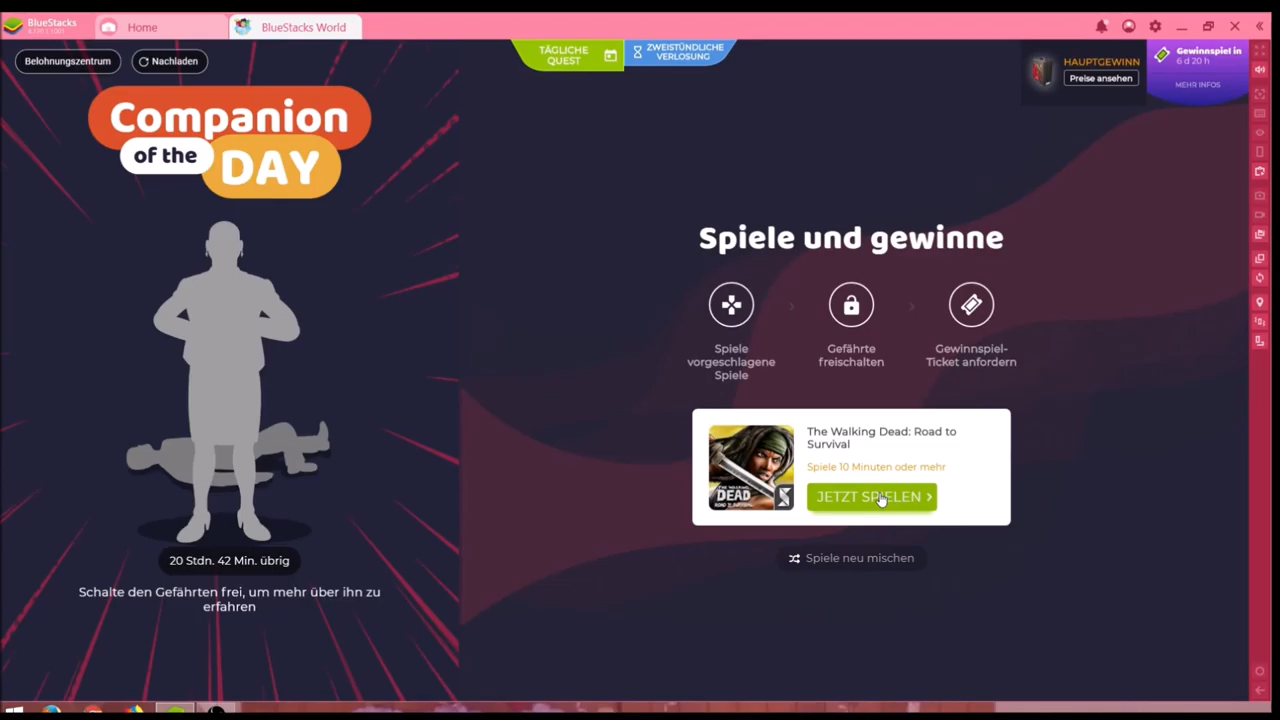 BlueStacks
Home
BlueStacks World
Belohnungszentrum
Nachladen
TÄGLICHE
QUEST
ZWEISTÜNDLICHE
VERLOSUNG
HAUPTGEWINN
Preise ansehen
Gewinnspiel in
6 d 20 h
MEHR INFOS
Companion
of the
DAY
20 Stdn. 42 Min. übrig
Schalte den Gefährten frei, um mehr über ihn zu
erfahren
Spiele und gewinne
Spiele
vorgeschlagene
Spiele
Gefährte
freischalten
Gewinnspiel-
Ticket anfordern
THE WALKING
DEAD
The Walking Dead: Road to
Survival
Spiele 10 Minuten oder mehr
JETZT SPIELEN
Spiele neu mischen